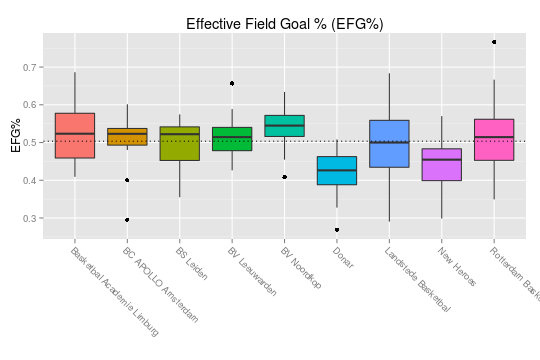 Effective Field Goal % (EFG%)
EFG%
0.7
0.6
0.5
0.4
0.3
Basketbal Academie Limburg
BC APOLLO Amsterdam
BS Leiden
BV Leeuwarden
BV Noordkop
Donar
Landstede Basketbal
New Heroes
Rotterdam Bask